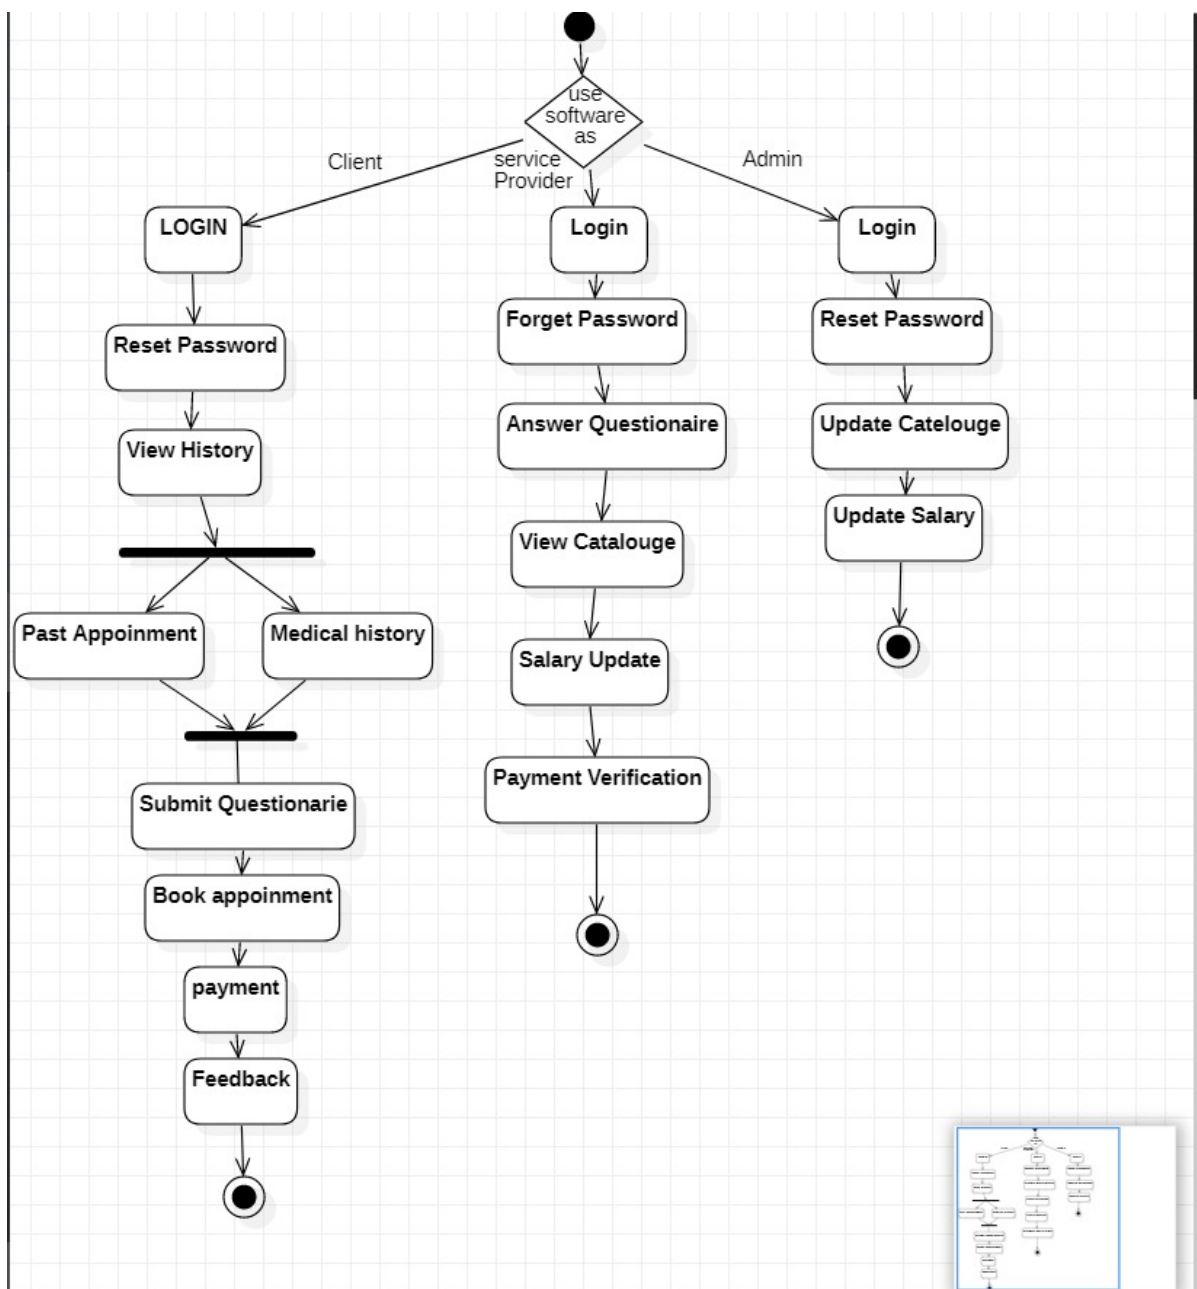 use
software
as
Client
service
Provider
Admin
LOGIN
Login
Login
Reset Password
Forget Password
Reset Password
View History
Answer Questionaire
Update Catelouge
View Catalouge
Update Salary
Past Appoinment
Medical history
Salary Update
Submit Questionarie
Payment Verification
Book appoinment
payment
Feedback